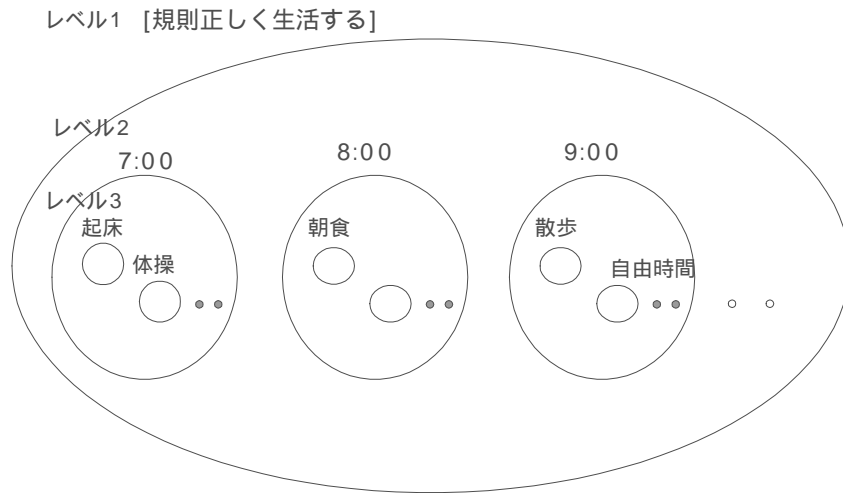 レベル1 [規則正しく生活する]
レベル2
7:00 8:00 9:00
レベル3
起床 朝食 散歩
体操 自由時間